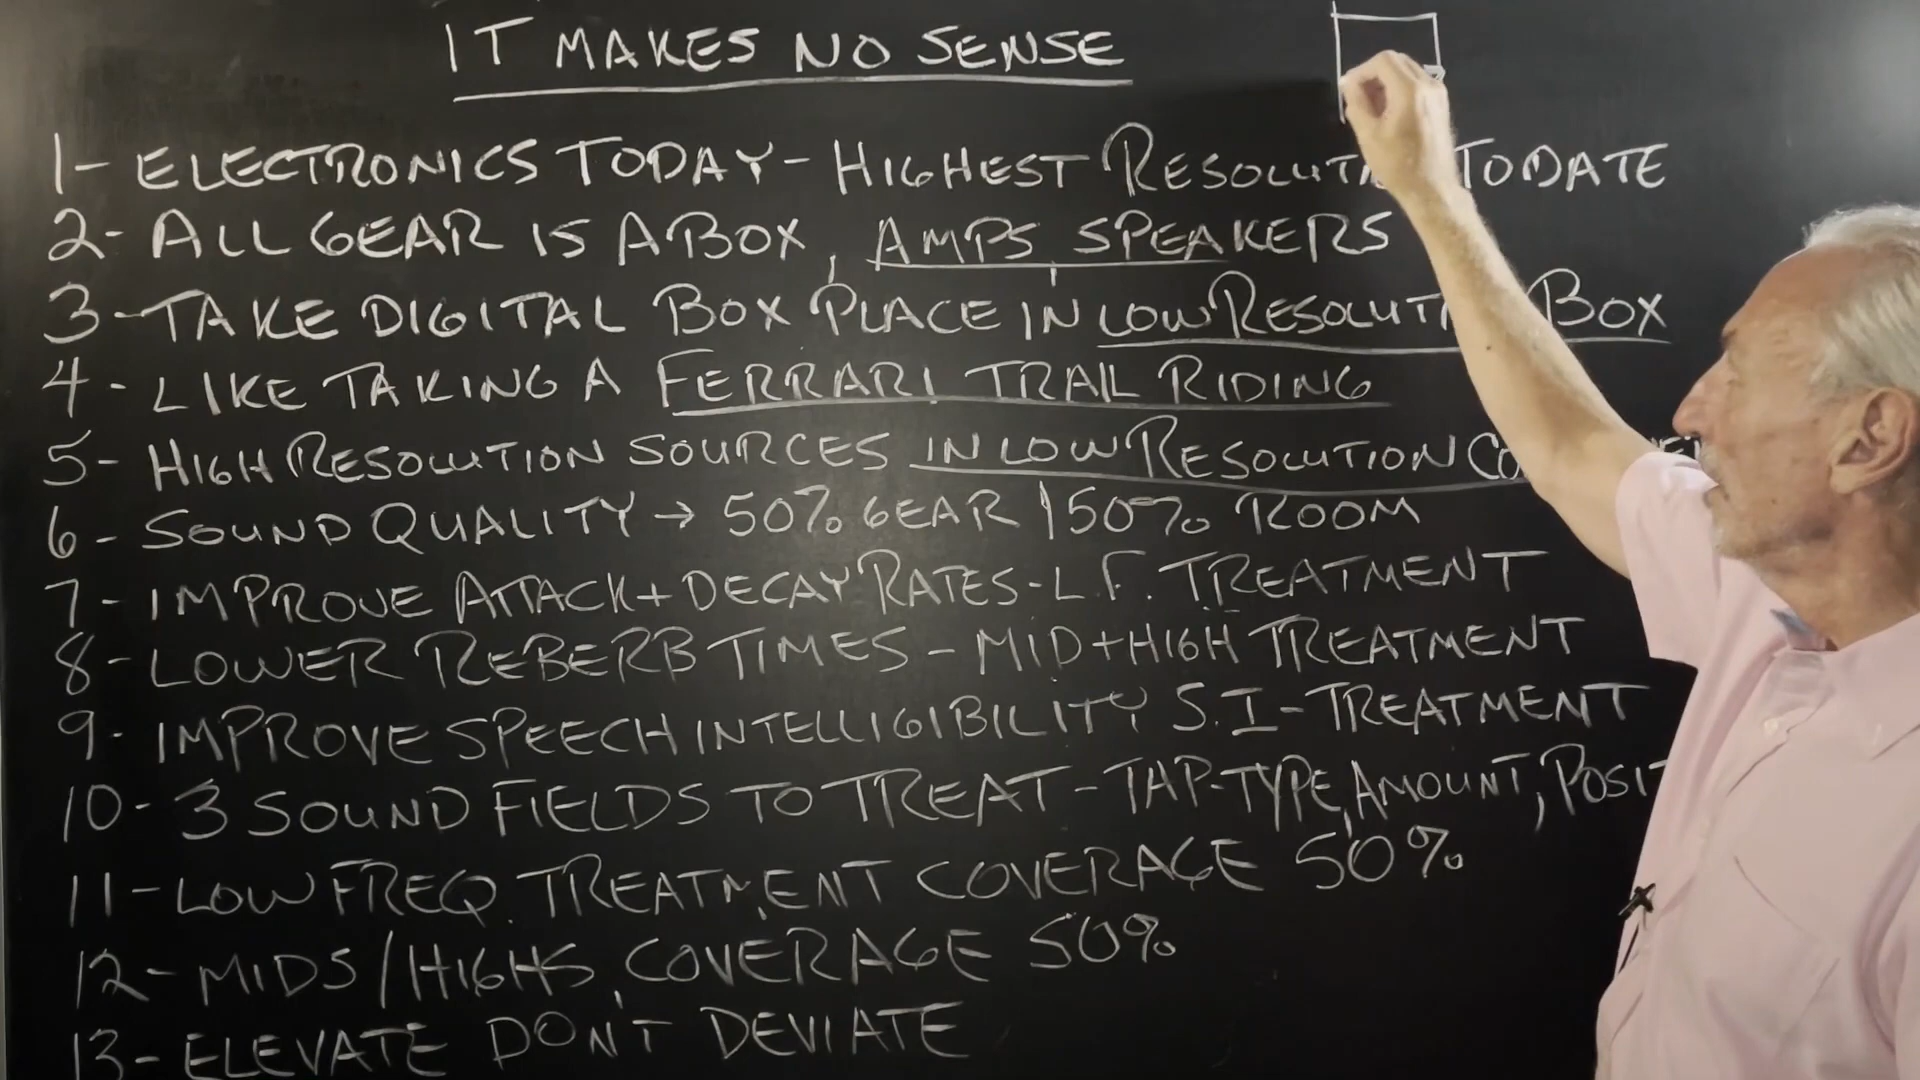 IT MAKES NO SENSE
1- ELECTRONICS TODAY - HIGHEST RESOLUTI TO DATE
2- ALL GEAR IS A BOX, AMPS, SPEAKERS
3- TAKE DIGITAL BOX PLACE IN LOW RESOLUTI BOX
4- LIKE TAKING A FERRARI TRAIL RIDING
5- HIGH RESOLUTION SOURCES IN LOW RESOLUTION
6- SOUND QUALITY → 50% GEAR | 50% ROOM
7- IMPROVE ATTACK + DECAY RATES - L.F. TREATMENT
8- LOWER REBERB TIMES - MID + HIGH TREATMENT
9- IMPROVE SPEECH INTELLIGIBILITY S.I - TREATMENT
10- 3 SOUND FIELDS TO TREAT - TAP-TYPE, AMOUNT, POSIT
11- LOW FREQ. TREATMENT COVERAGE 50%
12- MIDS/HIGHS, COVERAGE 50%
13- ELEVATE DON'T DEVIATE